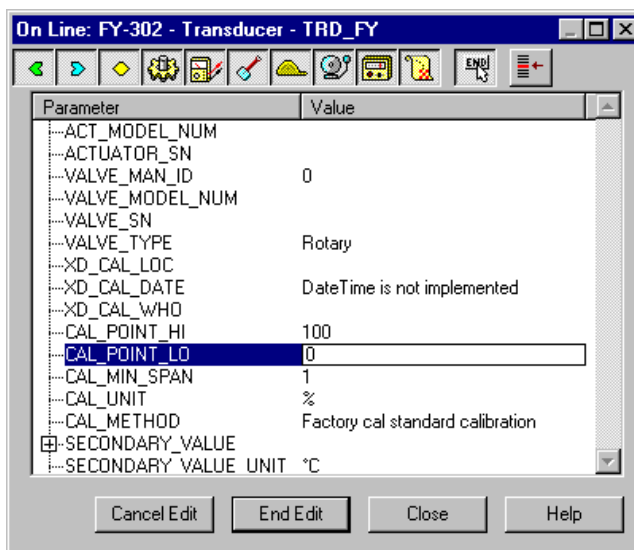 On Line: FY-302 - Transducer - TRD_FY
END!
Parameter Value
ACT_MODEL_NUM
ACTUATOR_SN
VALVE_MAN_ID 0
VALVE_MODEL_NUM
VALVE_SN
VALVE_TYPE Rotary
XD_CAL_LOC
XD_CAL_DATE DateTime is not implemented
XD_CAL_WHO
CAL_POINT_HI 100
CAL_POINT_LO 0
CAL_MIN_SPAN 1
CAL_UNIT %
CAL_METHOD Factory cal standard calibration
SECONDARY_VALUE
SECONDARY_VALUE_UNIT °C
Cancel Edit End Edit Close Help